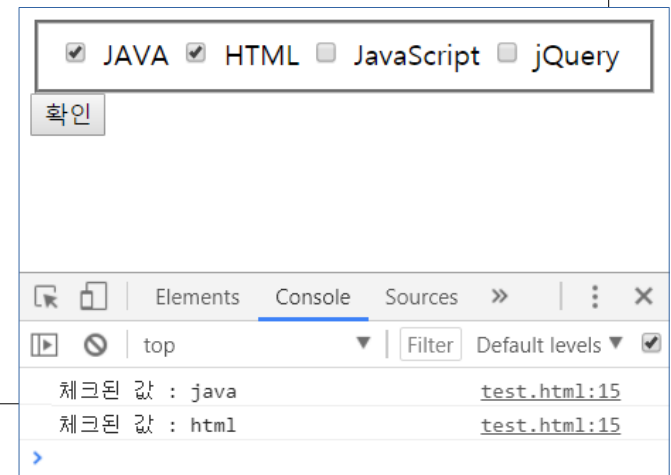 JAVA HTML JavaScript jQuery
확인
Elements Console Sources »
top Filter Default levels
체크된 값 : java test.html:15
체크된 값 : html test.html:15
>